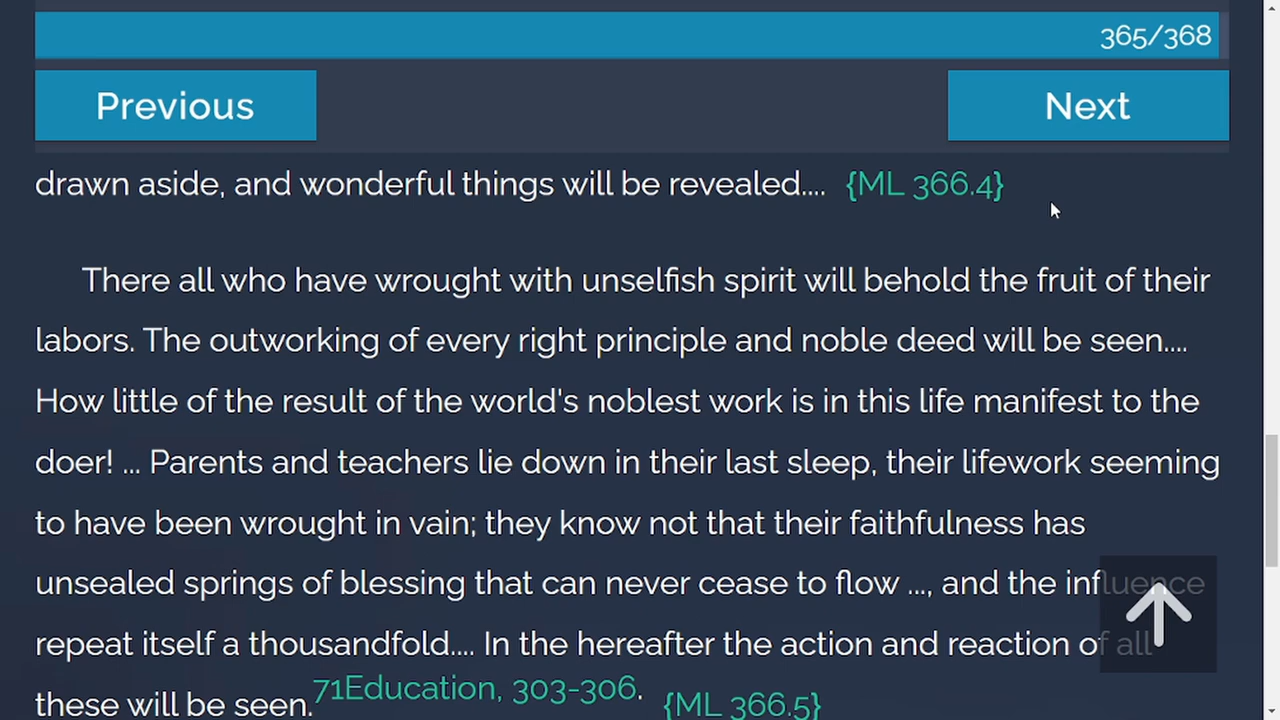 365/368
Previous
Next
drawn aside, and wonderful things will be revealed.... {ML 366.4}
There all who have wrought with unselfish spirit will behold the fruit of their
labors. The outworking of every right principle and noble deed will be seen....
How little of the result of the world's noblest work is in this life manifest to the
doer! ... Parents and teachers lie down in their last sleep, their lifework seeming
to have been wrought in vain; they know not that their faithfulness has
unsealed springs of blessing that can never cease to flow ..., and the influence
repeat itself a thousandfold.... In the hereafter the action and reaction of all
these will be seen.71Education, 303-306. {ML 366.5}